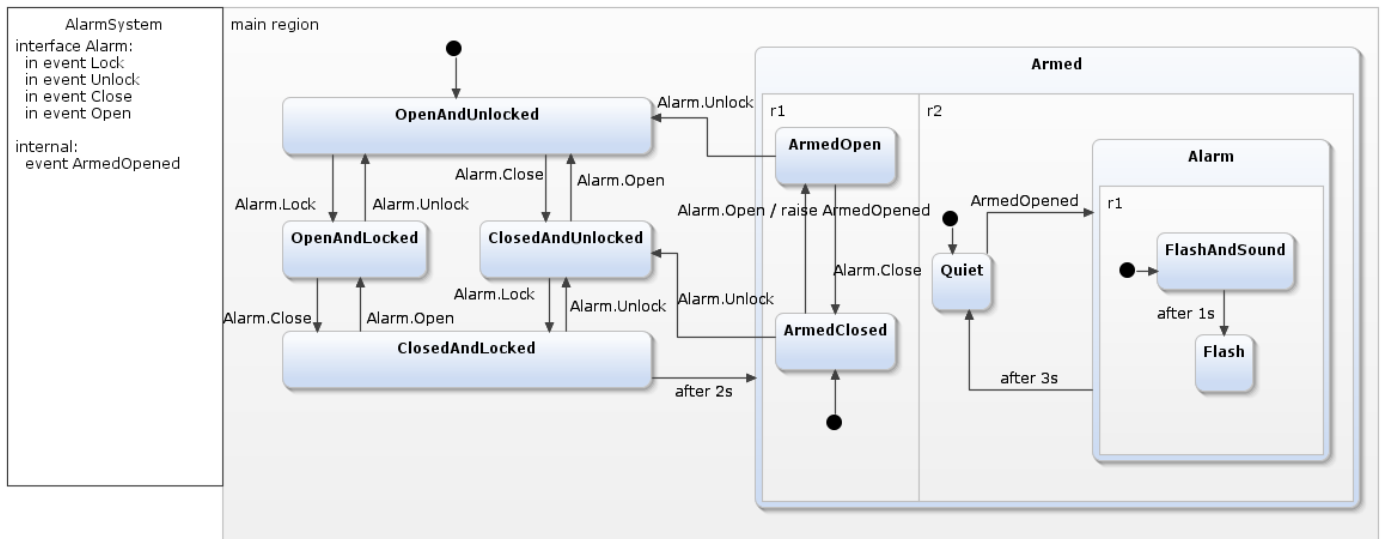 AlarmSystem
interface Alarm:
in event Lock
in event Unlock
in event Close
in event Open
internal:
event ArmedOpened
main region
OpenAndUnlocked
Alarm.Lock
Alarm.Unlock
Alarm.Close
Alarm.Open
OpenAndLocked
ClosedAndUnlocked
Alarm.Close
Alarm.Open
Alarm.Lock
Alarm.Unlock
ClosedAndLocked
after 2s
Alarm.Unlock
Alarm.Unlock
Armed
r1
ArmedOpen
Alarm.Open / raise ArmedOpened
Alarm.Close
ArmedClosed
r2
Quiet
ArmedOpened
after 3s
Alarm
r1
FlashAndSound
after 1s
Flash